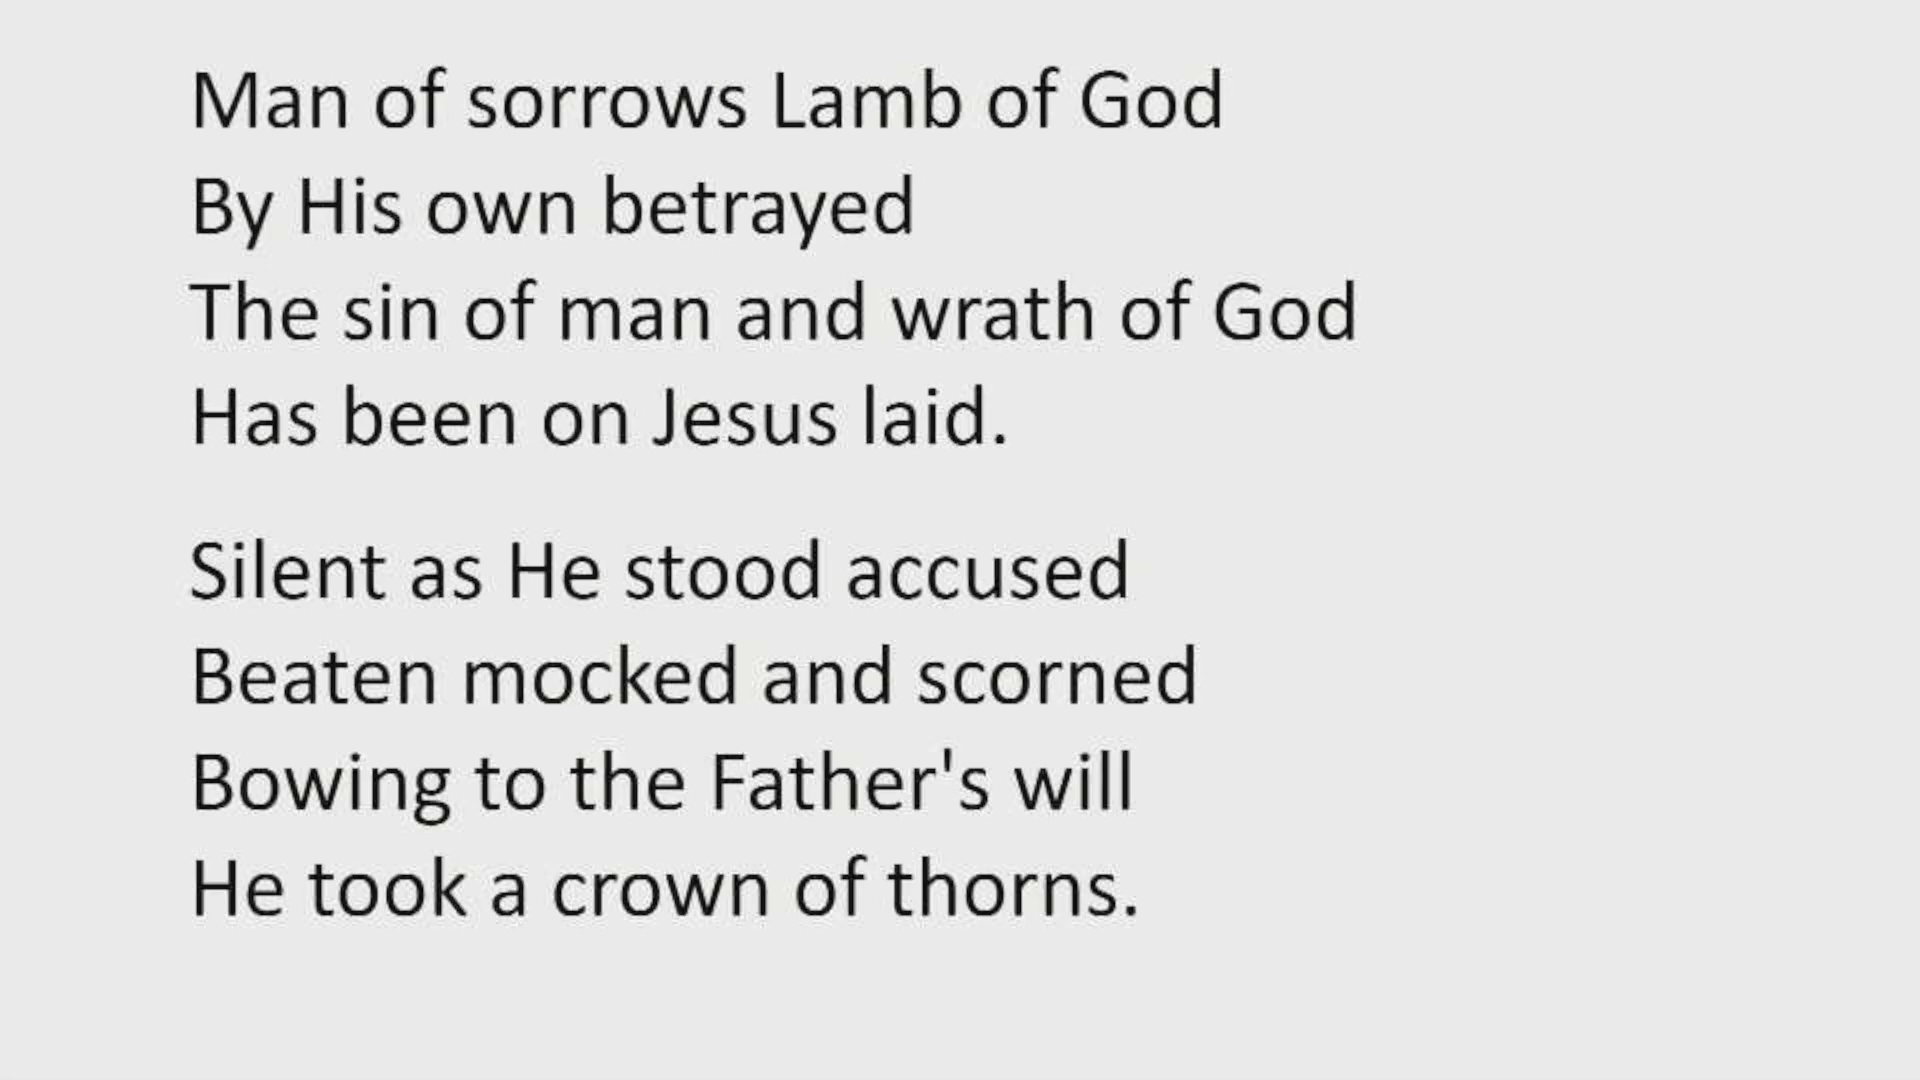 Man of sorrows Lamb of God
By His own betrayed
The sin of man and wrath of God
Has been on Jesus laid.
Silent as He stood accused
Beaten mocked and scorned
Bowing to the Father's will
He took a crown of thorns.